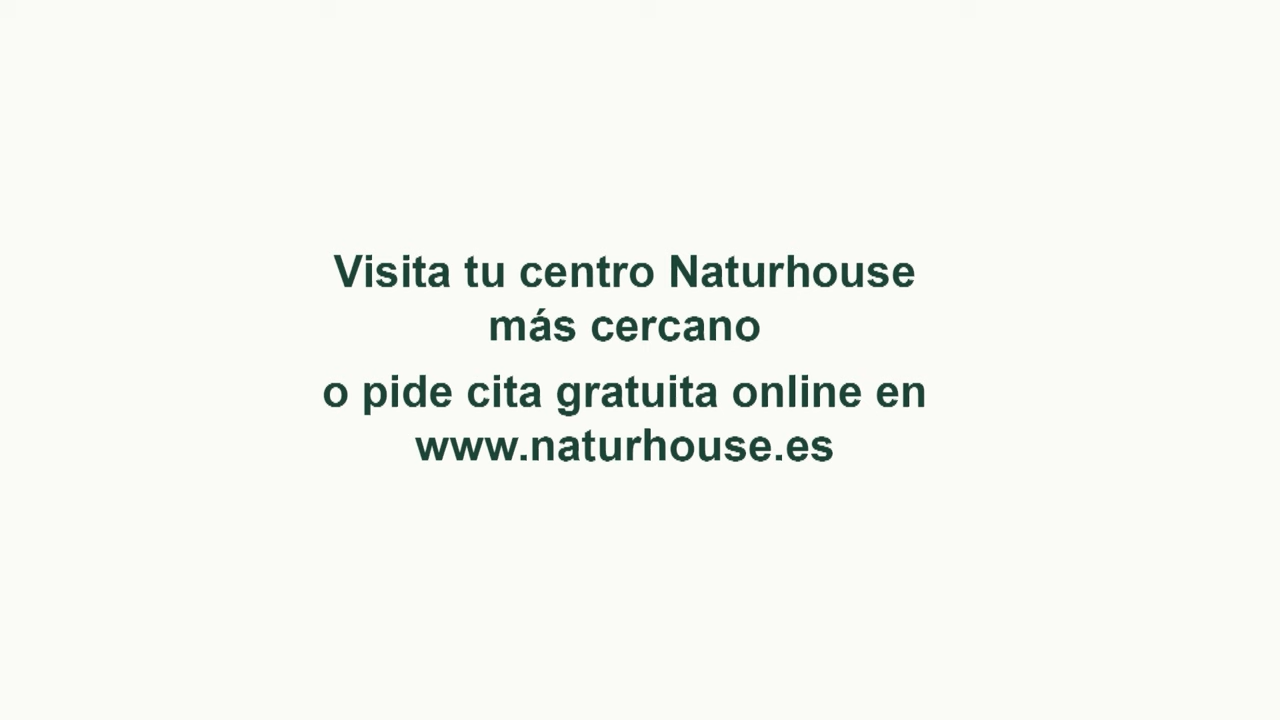 Visita tu centro Naturhouse
más cercano
o pide cita gratuita online en
www.naturhouse.es